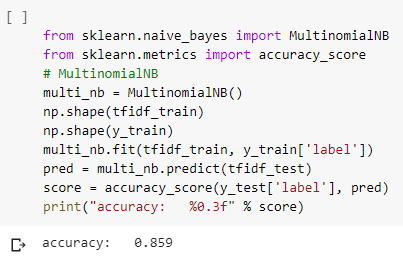 [ ]
from sklearn.naive_bayes import MultinomialNB
from sklearn.metrics import accuracy_score
# MultinomialNB
multi_nb = MultinomialNB()
np.shape(tfidf_train)
np.shape(y_train)
multi_nb.fit(tfidf_train, y_train['label'])
pred = multi_nb.predict(tfidf_test)
score = accuracy_score(y_test['label'], pred)
print("accuracy:   %0.3f" % score)
accuracy:   0.859